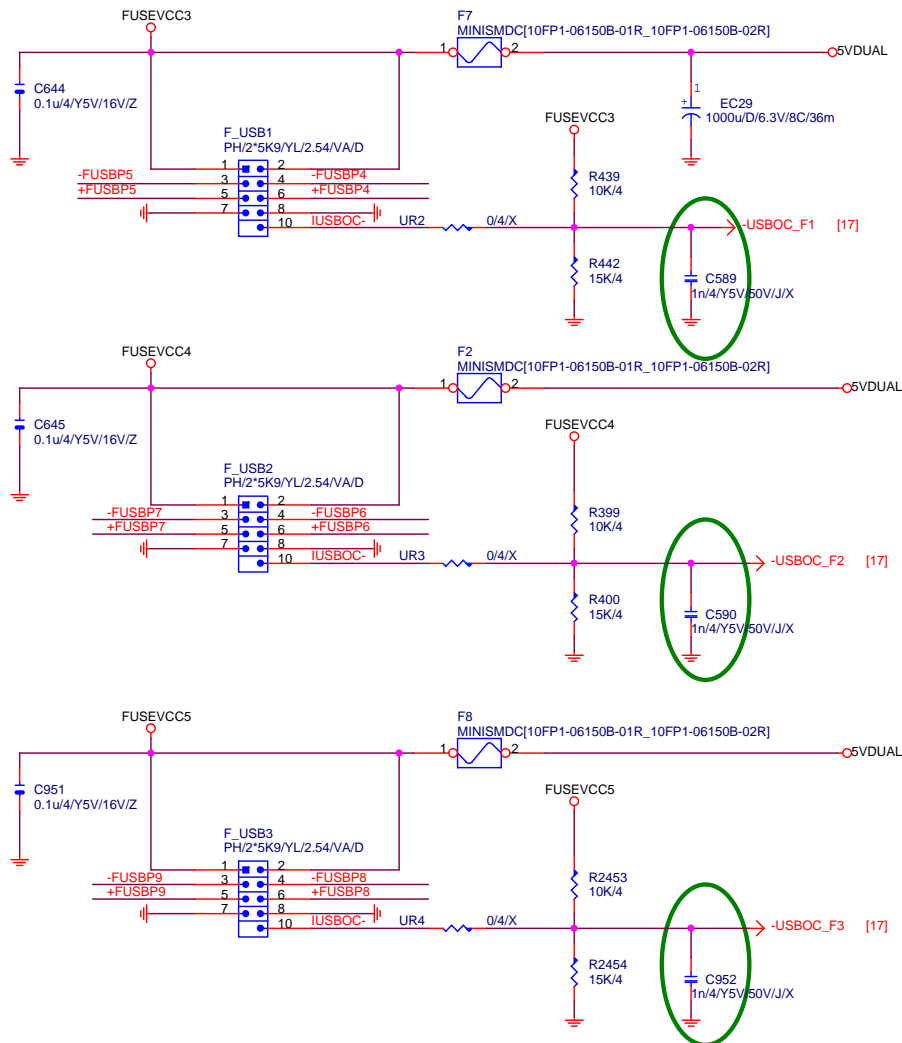 FUSEVCC3
F7
MINISMDC[10FP1-06150B-01R_10FP1-06150B-02R]
1
2
5VDUAL
C644
0.1u/4/Y5V/16V/Z
1
+
EC29
1000u/D/6.3V/8C/36m
F_USB1
PH/2*5K9/YL/2.54/VA/D
FUSEVCC3
1 2
-FUSBP5 3 4 -FUSBP4
+FUSBP5 5 6 +FUSBP4
7 8
10 IUSBOC- UR2 0/4/X
R439
10K/4
-USBOC_F1 [17]
R442
15K/4
C589
1n/4/Y5V/50V/J/X
FUSEVCC4
F2
MINISMDC[10FP1-06150B-01R_10FP1-06150B-02R]
1
2
5VDUAL
C645
0.1u/4/Y5V/16V/Z
FUSEVCC4
F_USB2
PH/2*5K9/YL/2.54/VA/D
1 2
-FUSBP7 3 4 -FUSBP6
+FUSBP7 5 6 +FUSBP6
7 8
10 IUSBOC- UR3 0/4/X
R399
10K/4
-USBOC_F2 [17]
R400
15K/4
C590
1n/4/Y5V/50V/J/X
FUSEVCC5
F8
MINISMDC[10FP1-06150B-01R_10FP1-06150B-02R]
1
2
5VDUAL
C951
0.1u/4/Y5V/16V/Z
FUSEVCC5
F_USB3
PH/2*5K9/YL/2.54/VA/D
1 2
-FUSBP9 3 4 -FUSBP8
+FUSBP9 5 6 +FUSBP8
7 8
10 IUSBOC- UR4 0/4/X
R2453
10K/4
-USBOC_F3 [17]
R2454
15K/4
C952
1n/4/Y5V/50V/J/X